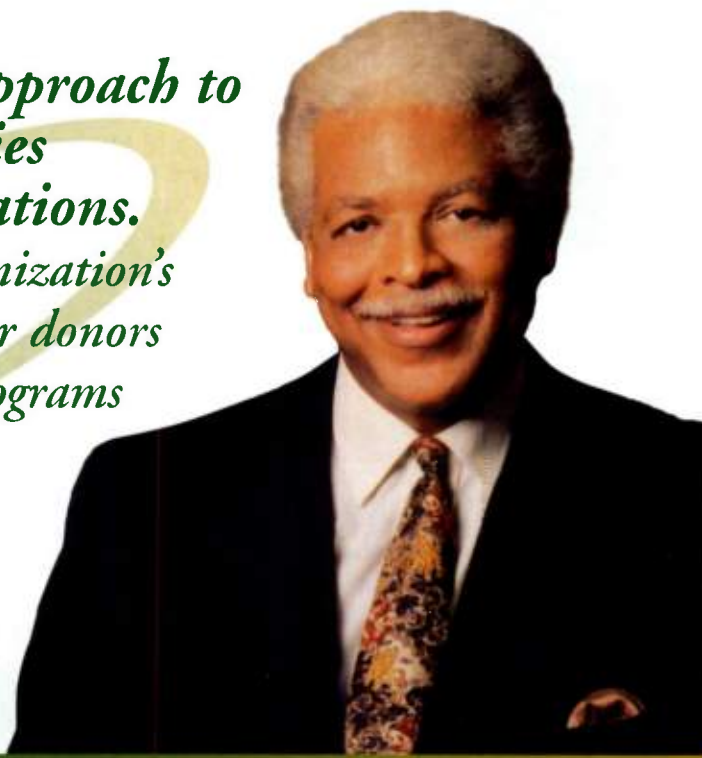 pproach to
ies
ations.
nization's
r donors
ograms